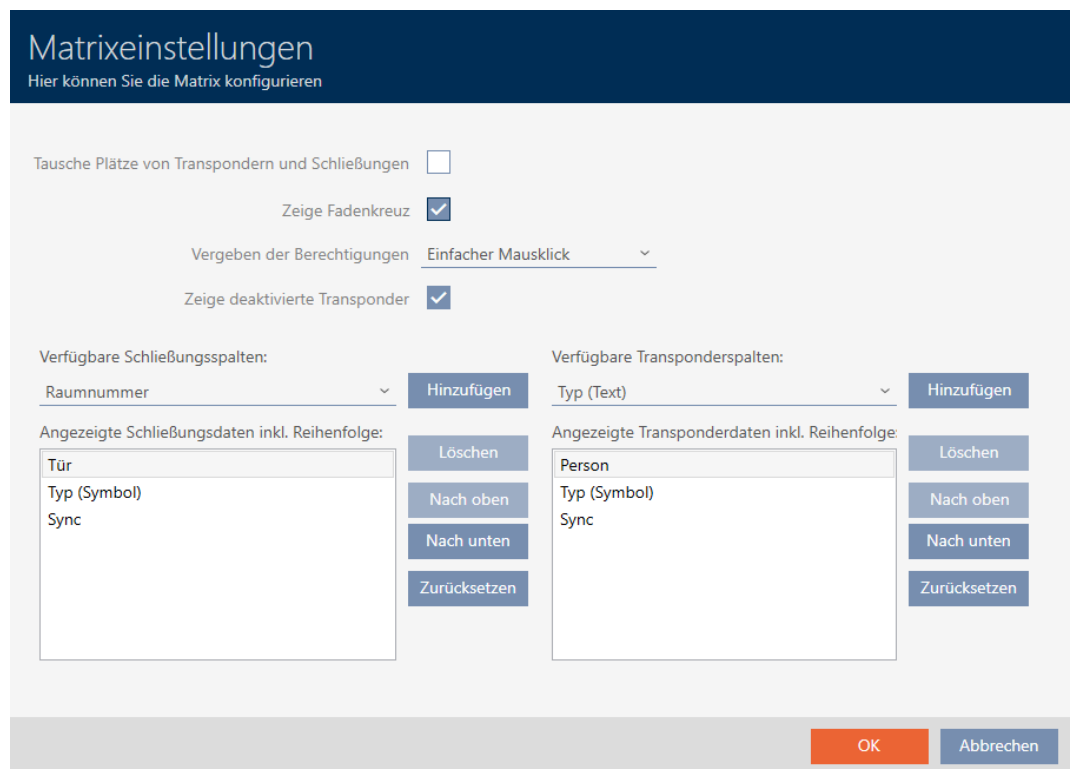 Matrixeinstellungen
Hier können Sie die Matrix konfigurieren
Tausche Plätze von Transpondern und Schließungen
Zeige Fadenkreuz
Vergeben der Berechtigungen Einfacher Mausklick
Zeige deaktivierte Transponder
Verfügbare Schließungsspalten:
Raumnummer
Hinzufügen
Angezeigte Schließungsdaten inkl. Reihenfolge:
Tür
Typ (Symbol)
Sync
Löschen
Nach oben
Nach unten
Zurücksetzen
Verfügbare Transponderspalten:
Typ (Text)
Hinzufügen
Angezeigte Transponderdaten inkl. Reihenfolge:
Person
Typ (Symbol)
Sync
Löschen
Nach oben
Nach unten
Zurücksetzen
OK
Abbrechen